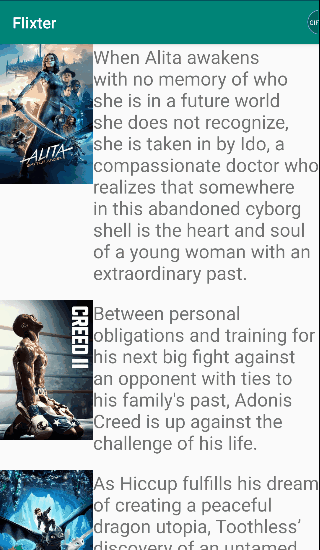 Flixter
GIF
When Alita awakens
with no memory of who
she is in a future world
she does not recognize,
she is taken in by Ido, a
compassionate doctor who
realizes that somewhere
in this abandoned cyborg
shell is the heart and soul
of a young woman with an
extraordinary past.
ALITA
CREED II
Between personal
obligations and training for
his next big fight against
an opponent with ties to
his family's past, Adonis
Creed is up against the
challenge of his life.
As Hiccup fulfills his dream
of creating a peaceful
dragon utopia, Toothless’
discovery of an untamed